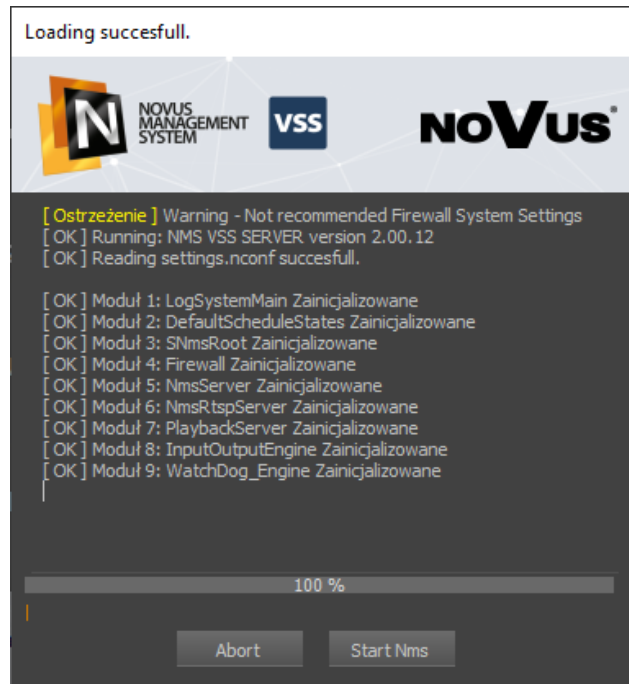 Loading succesfull.
N NOVUS
MANAGEMENT
SYSTEM
VSS
NOVUS
[ Ostrzeżenie ] Warning - Not recommended Firewall System Settings
[ OK ] Running: NMS VSS SERVER version 2.00.12
[ OK ] Reading settings.nconf succesfull.
[ OK ] Moduł 1: LogSystemMain Zainicjalizowane
[ OK ] Moduł 2: DefaultScheduleStates Zainicjalizowane
[ OK ] Moduł 3: SNmsRoot Zainicjalizowane
[ OK ] Moduł 4: Firewall Zainicjalizowane
[ OK ] Moduł 5: NmsServer Zainicjalizowane
[ OK ] Moduł 6: NmsRtspServer Zainicjalizowane
[ OK ] Moduł 7: PlaybackServer Zainicjalizowane
[ OK ] Moduł 8: InputOutputEngine Zainicjalizowane
[ OK ] Moduł 9: WatchDog_Engine Zainicjalizowane
100 %
Abort Start Nms